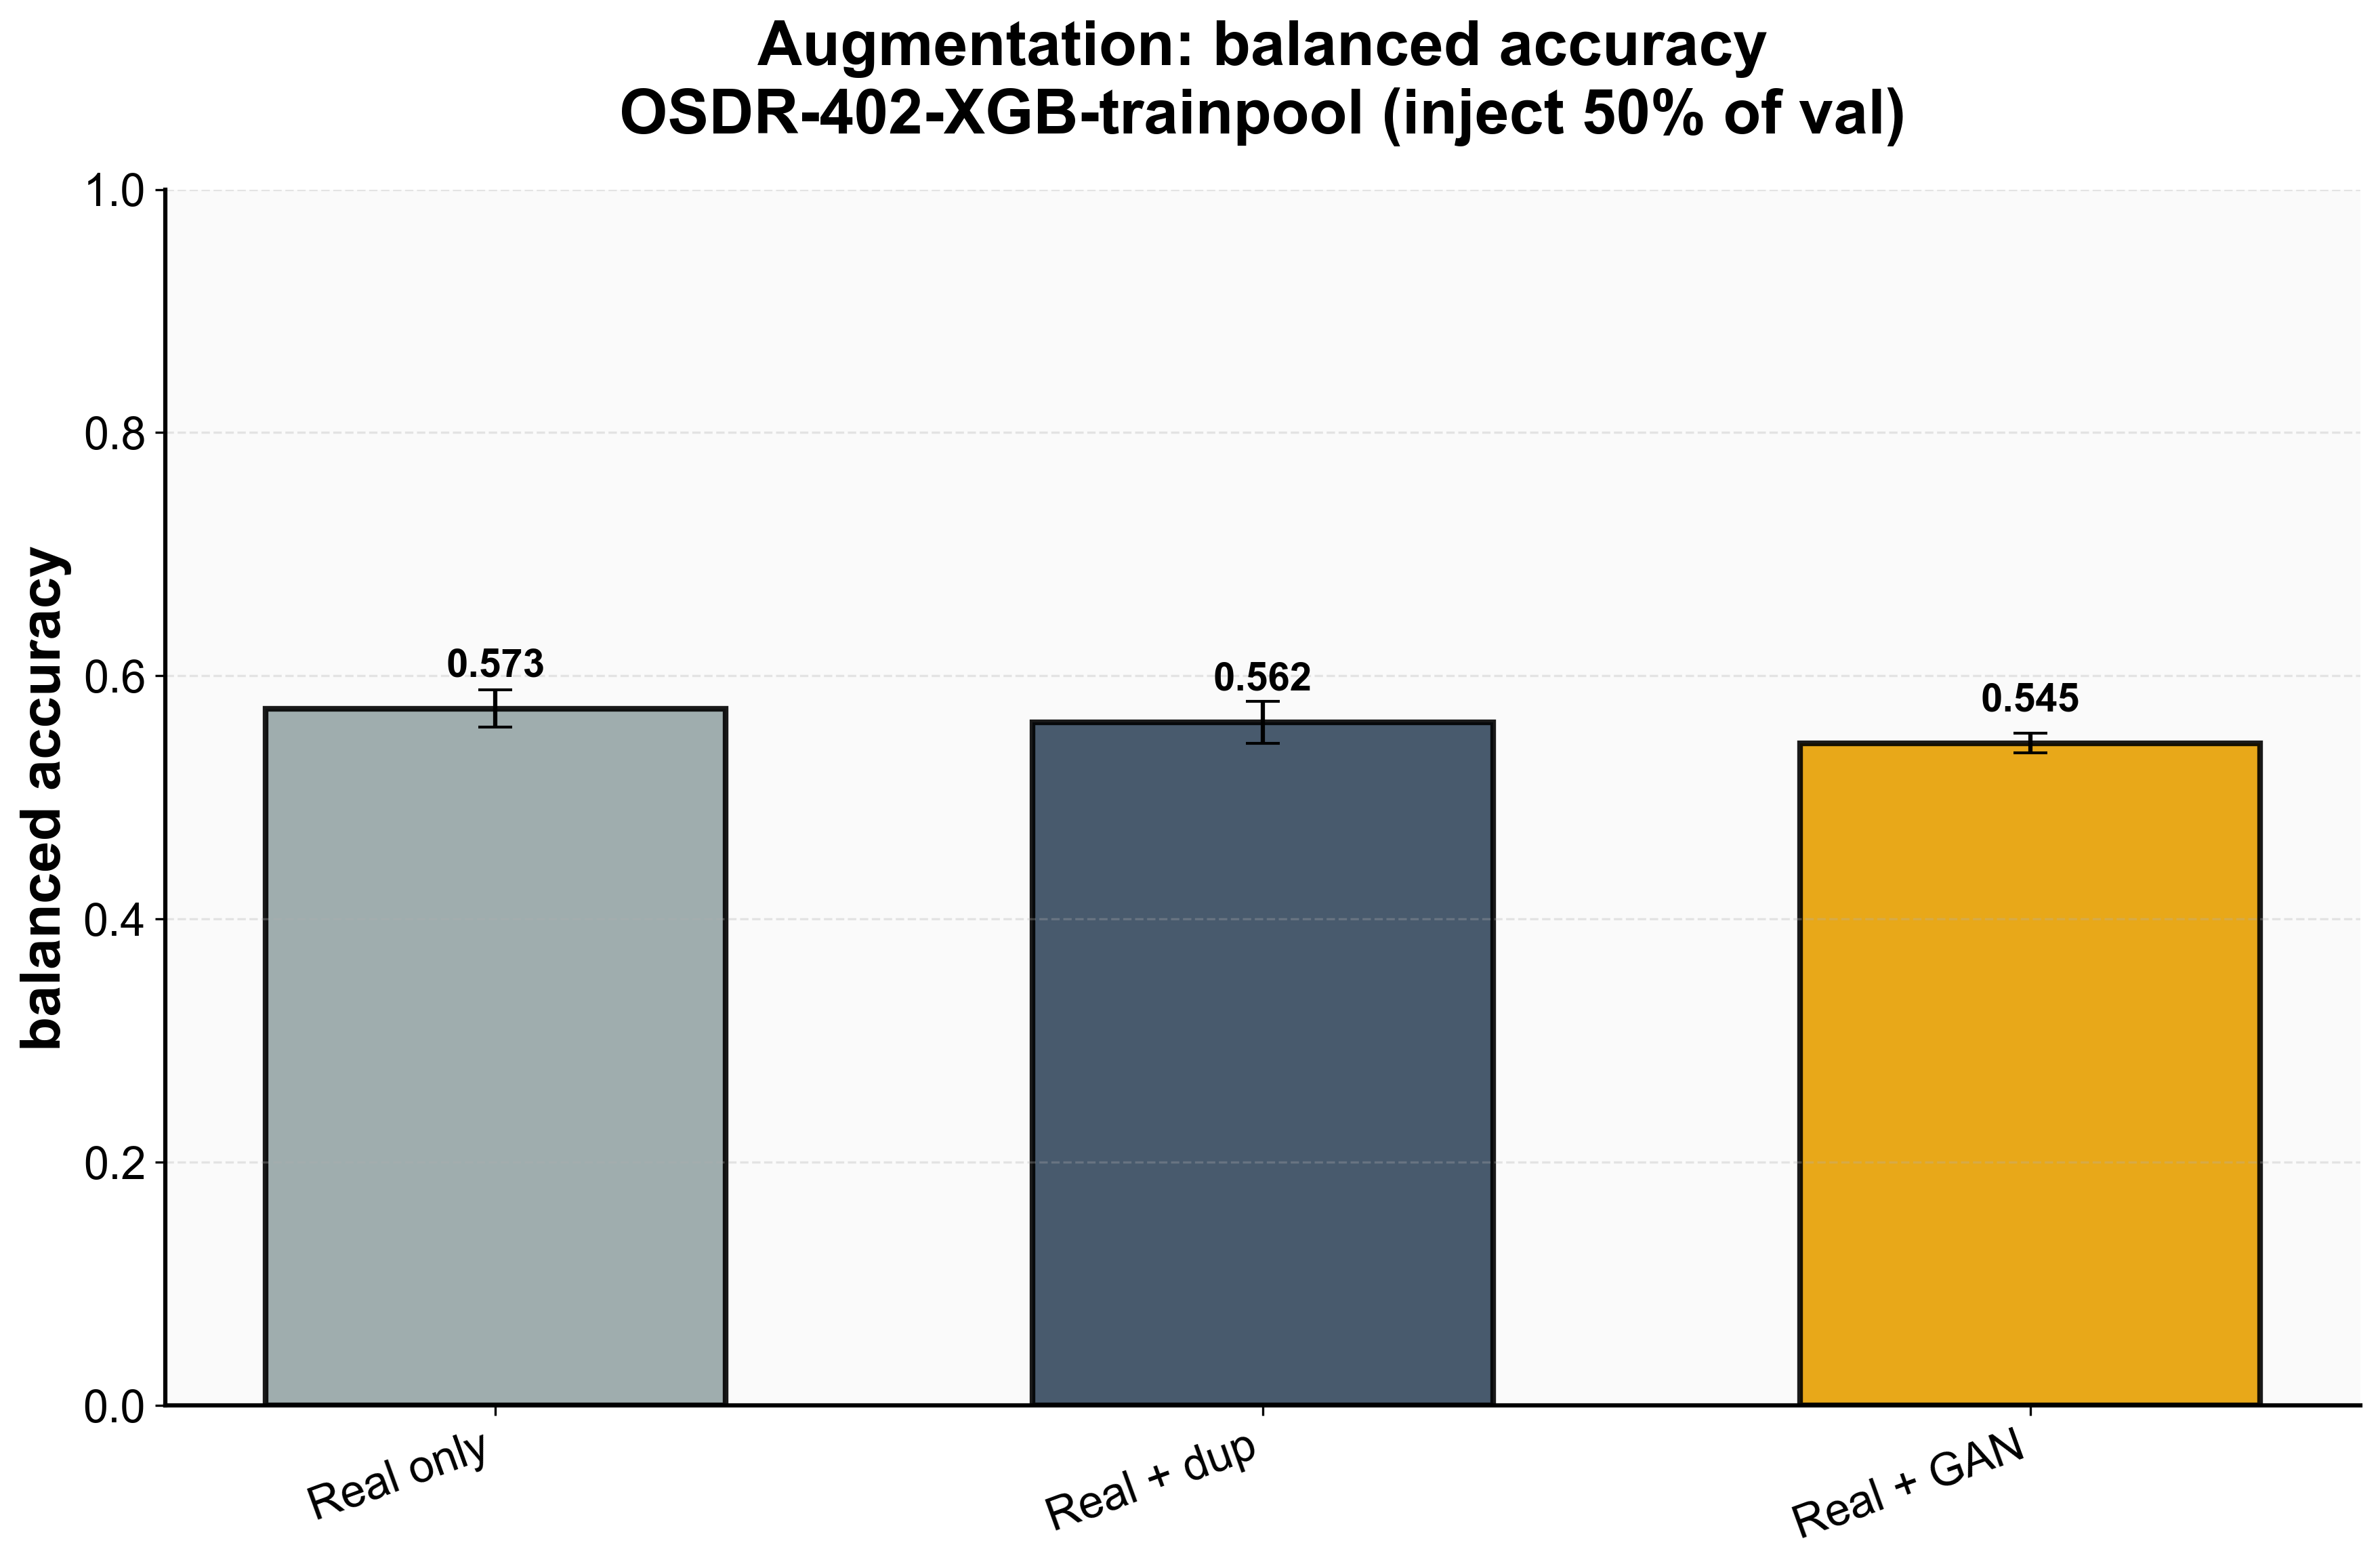 Augmentation: balanced accuracy
OSDR-402-XGB-trainpool (inject 50% of val)
balanced accuracy
1.0
0.8
0.6
0.4
0.2
0.0
0.573
0.562
0.545
Real only
Real + dup
Real + GAN